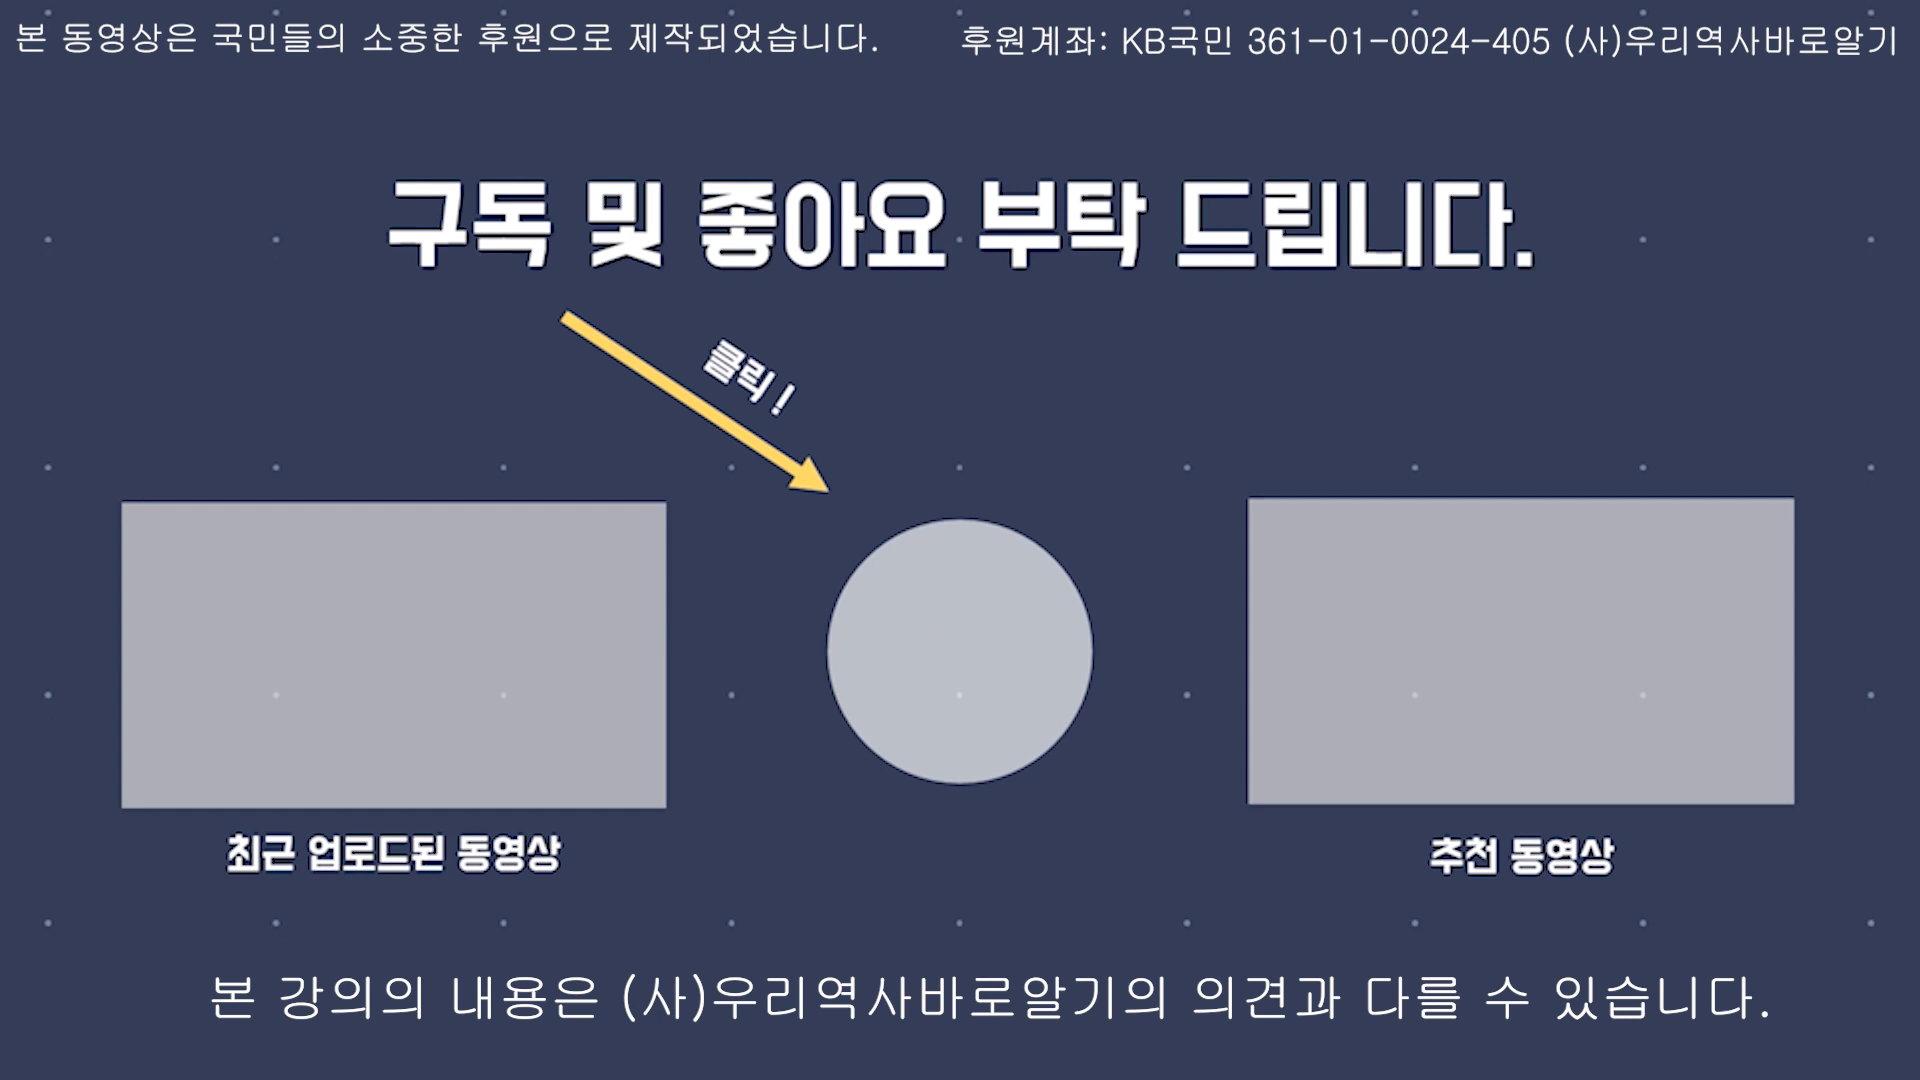 본 동영상은 국민들의 소중한 후원으로 제작되었습니다.
후원계좌: KB국민 361-01-0024-405 (사)우리역사바로알기
구독 및 좋아요 부탁 드립니다.
클릭 !
최근 업로드된 동영상
추천 동영상
본 강의의 내용은 (사)우리역사바로알기의 의견과 다를 수 있습니다.